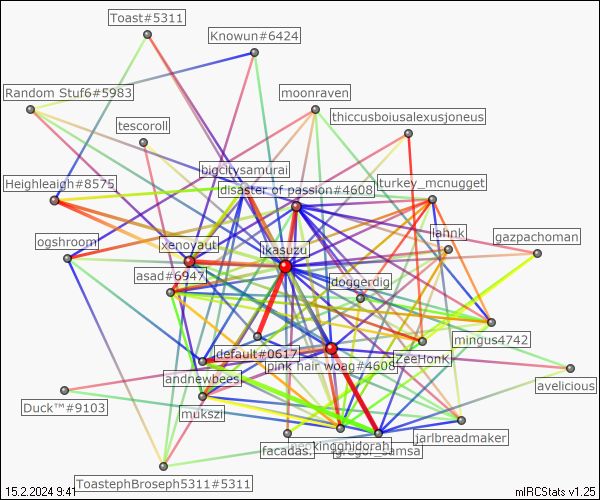 Toast#5311
Knowun#6424
Random Stuf6#5983
moonraven
thiccusboiusalexusjoneus
tescoroll
bigcitysamurai
Heighleaigh#8575
disaster of passion#4608
turkey_mcnugget
ogshroom
xenoyaut
ikasuzu
lahnk
gazpachoman
asad#6947
doggerdig
mingus4742
default#0617
pink hair woag#4608
ZeeHonK
andnewbees
avelicious
Duck™#9103
mukszi
kingghidorah
jarlbreadmaker
facadas.
gregor_samsa
ToastephBroseph5311#5311
15.2.2024 9:41
mIRCStats v1.25